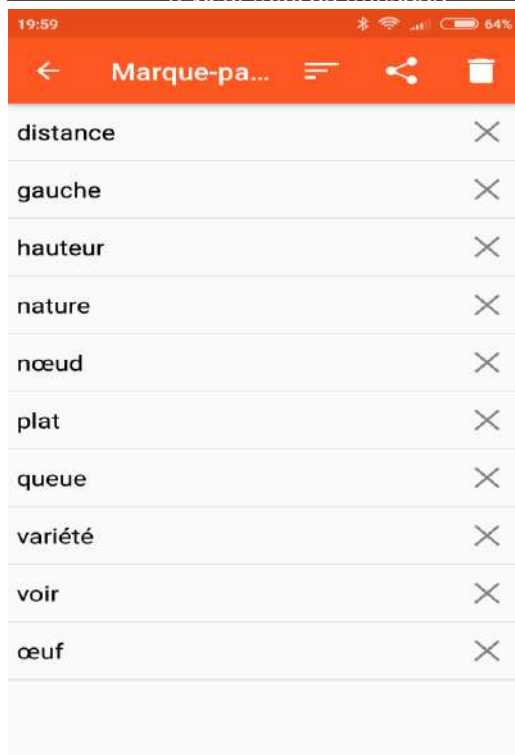 19:59 64%
Marque-pa...
distance
gauche
hauteur
nature
nœud
plat
queue
variété
voir
œuf